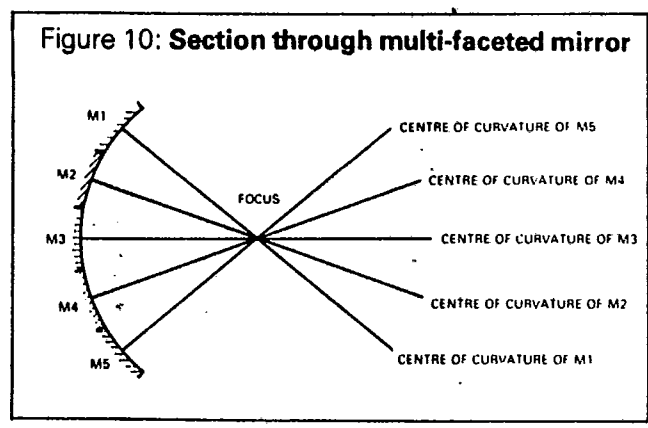 Figure 10: Section through multi-faceted mirror
M1
CENTRE OF CURVATURE OF M5
M2
CENTRE OF CURVATURE OF M4
FOCUS
M3
CENTRE OF CURVATURE OF M3
M4
CENTRE OF CURVATURE OF M2
M5
CENTRE OF CURVATURE OF M1